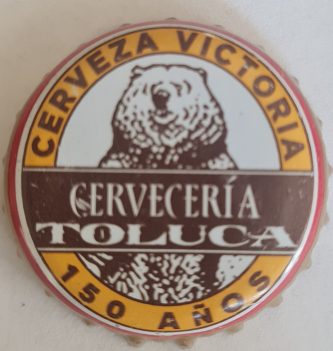 CERVEZA VICTORIA
CERVECERÍA
TOLUCA
150 AÑOS